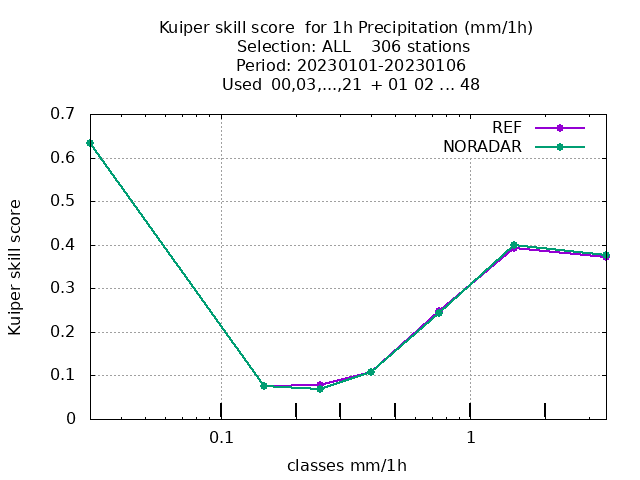 Kuiper skill score  for 1h Precipitation (mm/1h)
Selection: ALL    306 stations
Period: 20230101-20230106
Used  00,03,...,21  + 01 02 ... 48
0.7
0.6
0.5
0.4
0.3
0.2
0.1
0
Kuiper skill score
REF
NORADAR
0.1
1
classes mm/1h